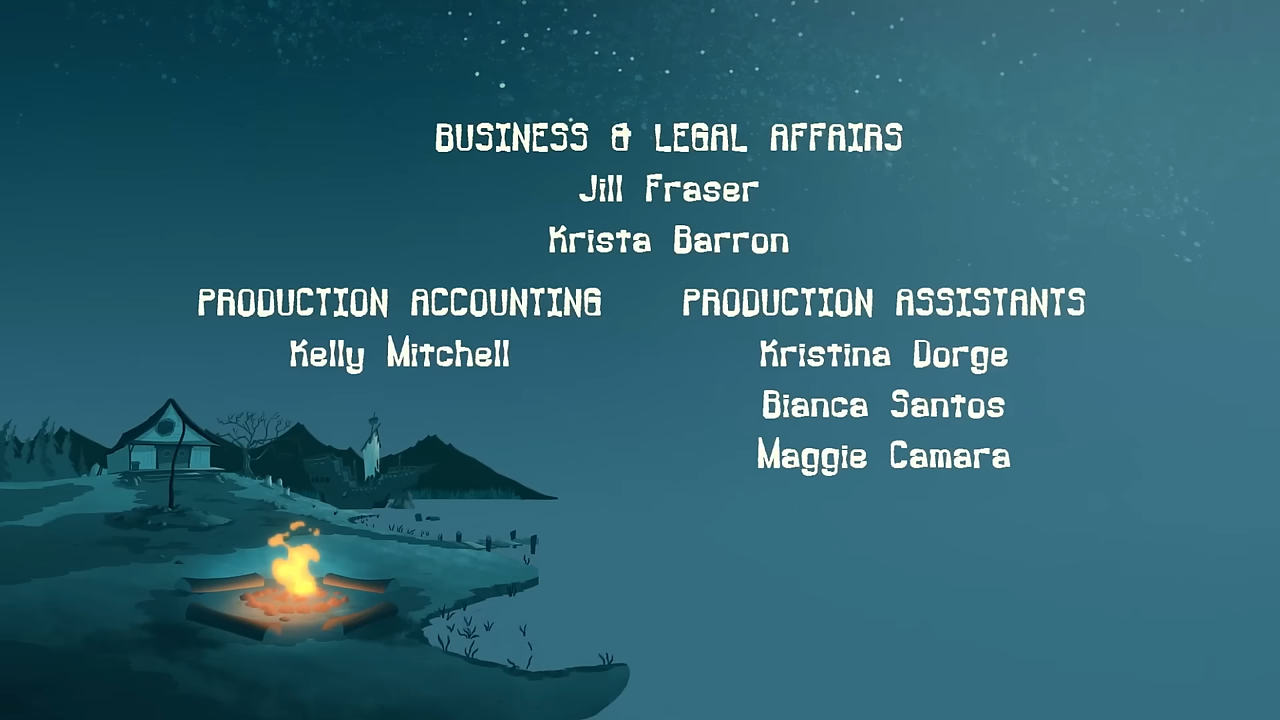 BUSINESS & LEGAL AFFAIRS
Jill Fraser
Krista Barron
PRODUCTION ACCOUNTING
Kelly Mitchell
PRODUCTION ASSISTANTS
Kristina Dorge
Bianca Santos
Maggie Camara